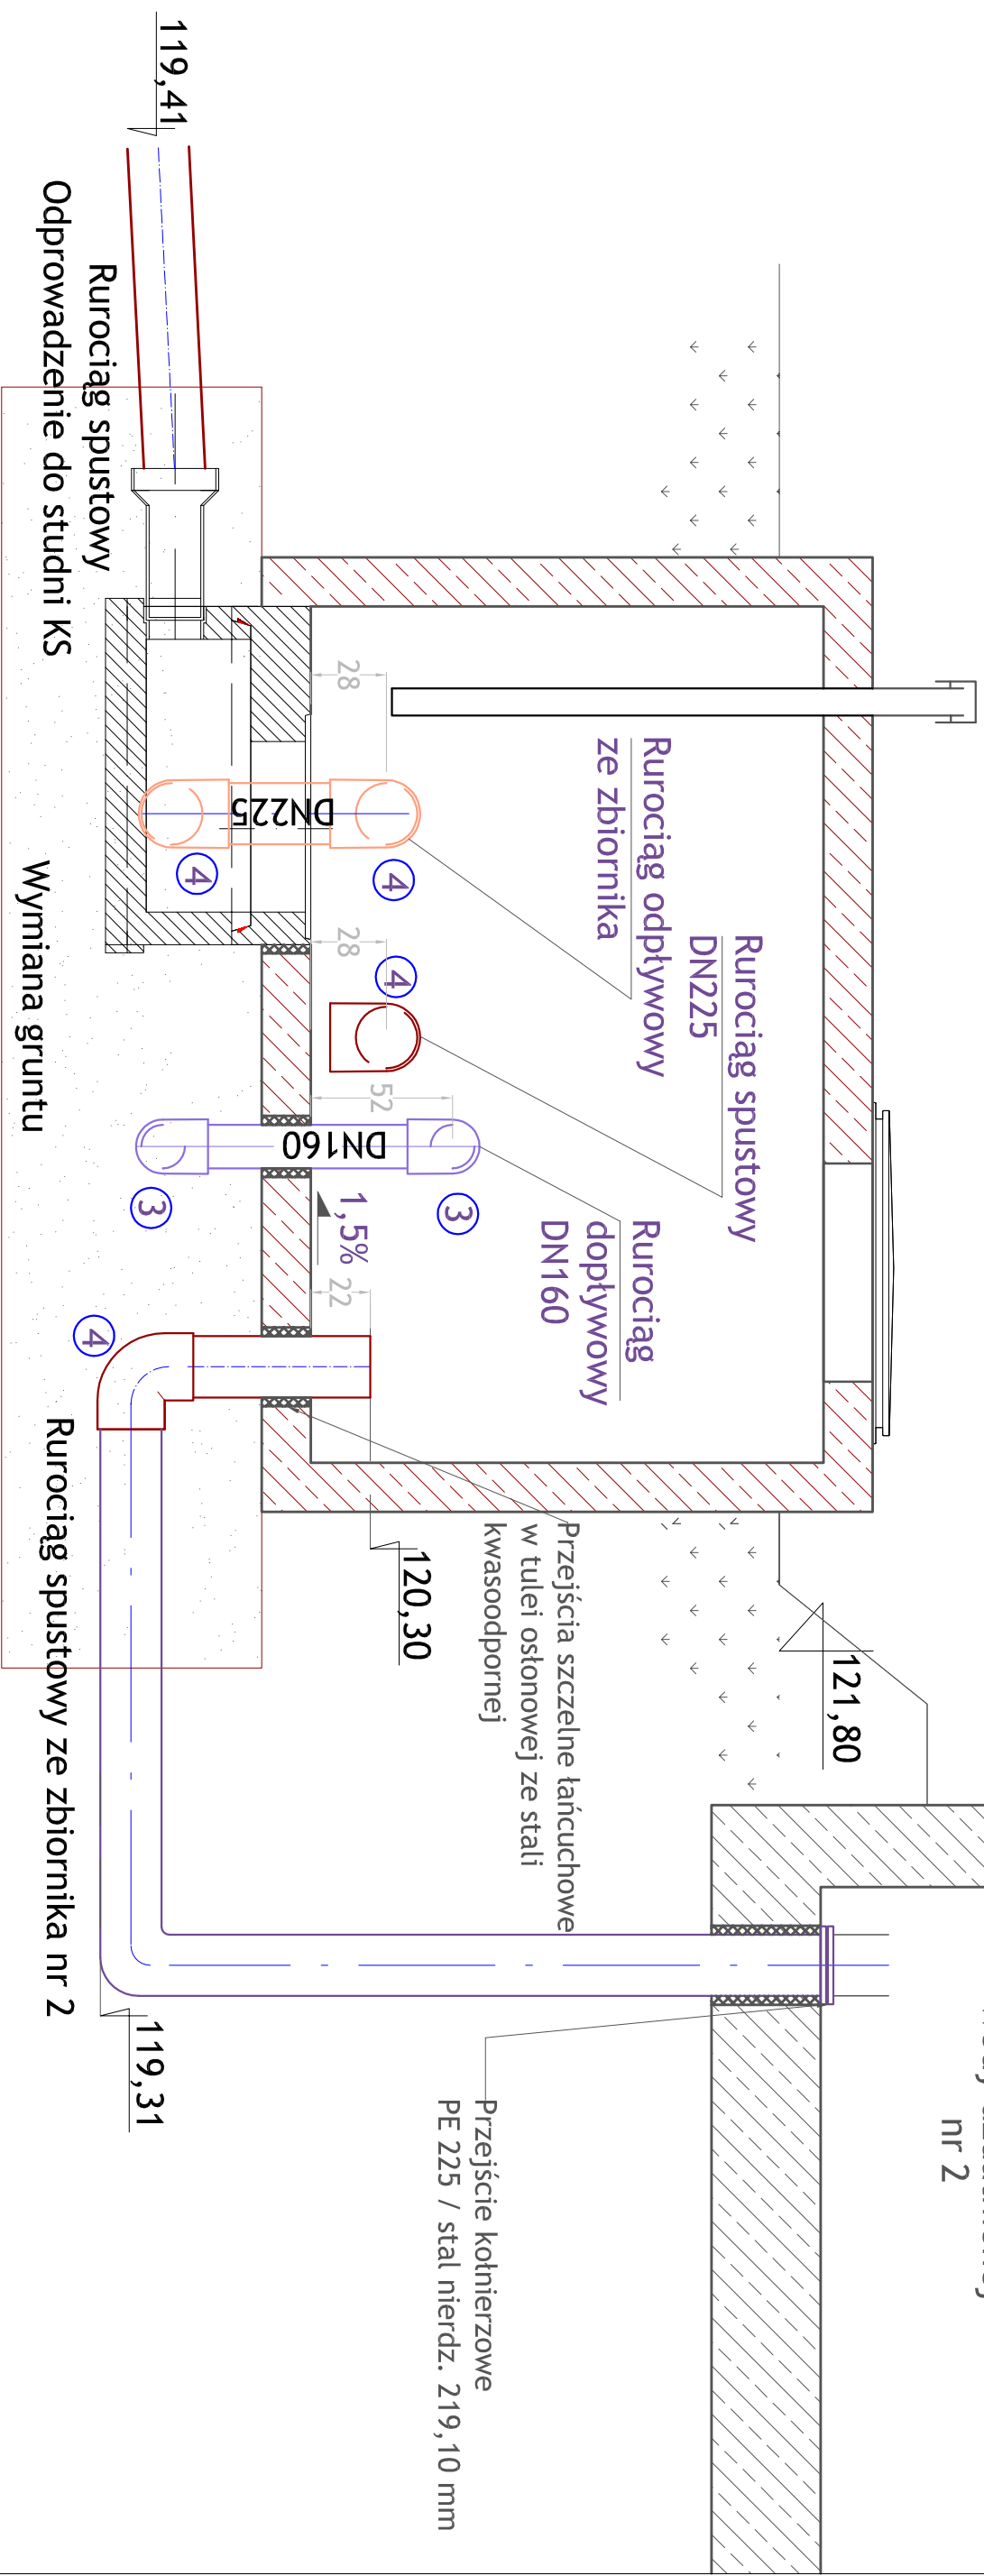 nr 2
121,80
Rurociąg spustowy
DN225
Rurociąg odpływowy
ze zbiornika
Rurociąg
dopływowy
DN160
Przejścia szczelne łańcuchowe
w tulei osłonowej ze stali
kwasoodpornej
Przejście kołnierzowe
PE 225 / stal nierdz. 219,10 mm
120,30
28
28
52
22
1,5%
DN225
DN160
4
4
4
3
3
4
119,41
119,31
Rurociąg spustowy
Odprowadzenie do studni KS
Rurociąg spustowy ze zbiornika nr 2
Wymiana gruntu